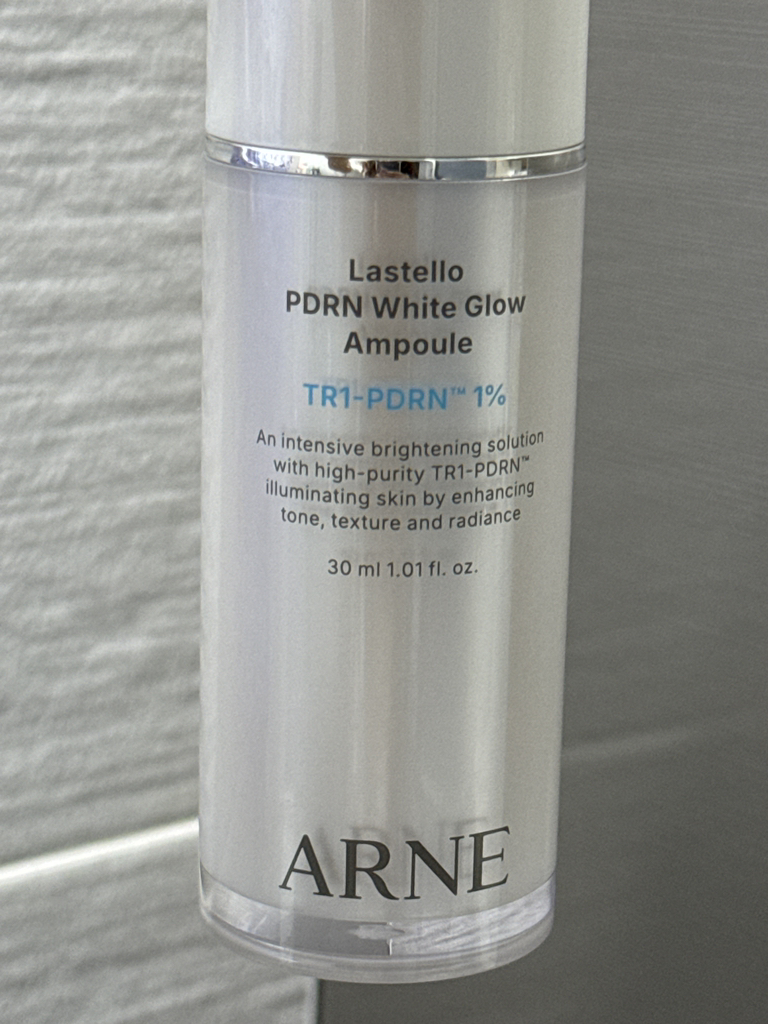 Lastello
PDRN White Glow
Ampoule
TR1-PDRN™ 1%
An intensive brightening solution
with high-purity TR1-PDRN™
illuminating skin by enhancing
tone, texture and radiance
30 ml 1.01 fl. oz.
ARNE